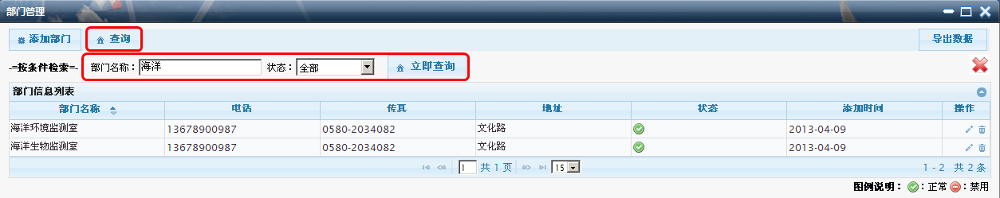 部门管理
添加部门 查询 导出数据
-=按条件检索=- 部门名称： 海洋 状态： 全部 立即查询
部门信息列表
部门名称 电话 传真 地址 状态 添加时间 操作
海洋环境监测室 13678900987 0580-2034082 文化路 2013-04-09
海洋生物监测室 13678900987 0580-2034082 文化路 2013-04-09
1 共 1 页 15 1 - 2 共 2 条
图例说明： ：正常 ：禁用